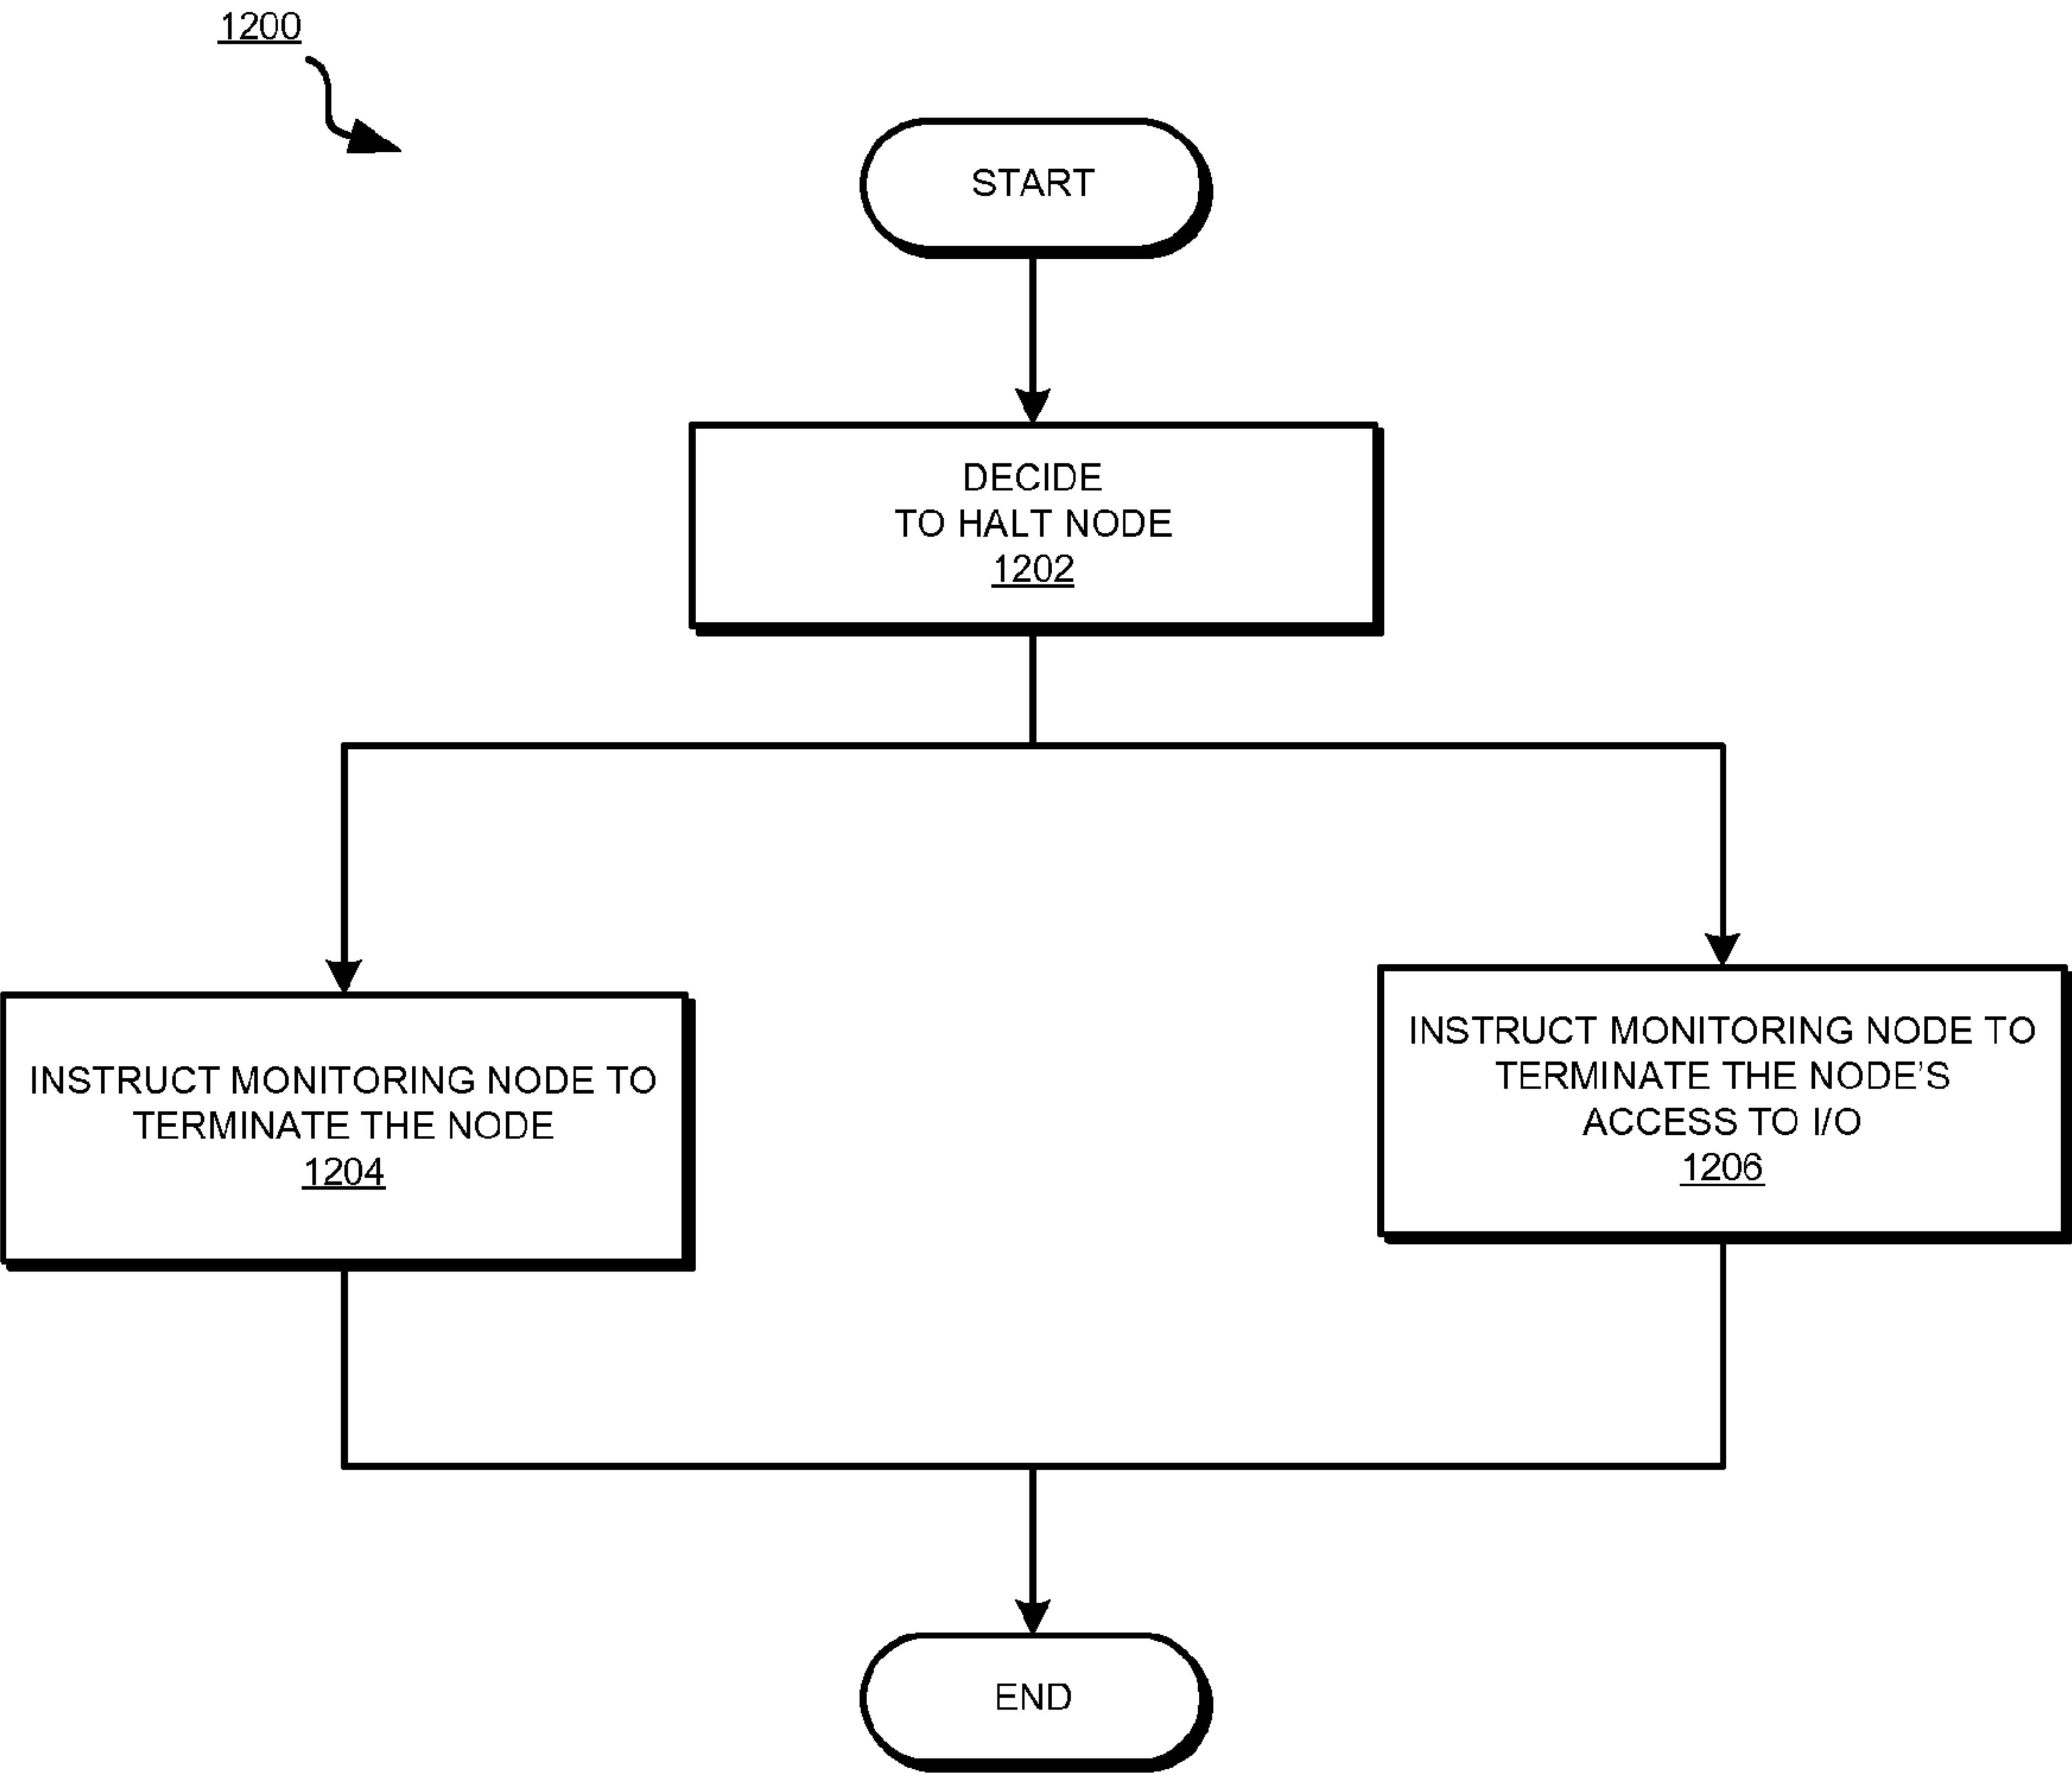 1200
START
DECIDE
TO HALT NODE
1202
INSTRUCT MONITORING NODE TO
TERMINATE THE NODE
1204
INSTRUCT MONITORING NODE TO
TERMINATE THE NODE'S
ACCESS TO I/O
1206
END